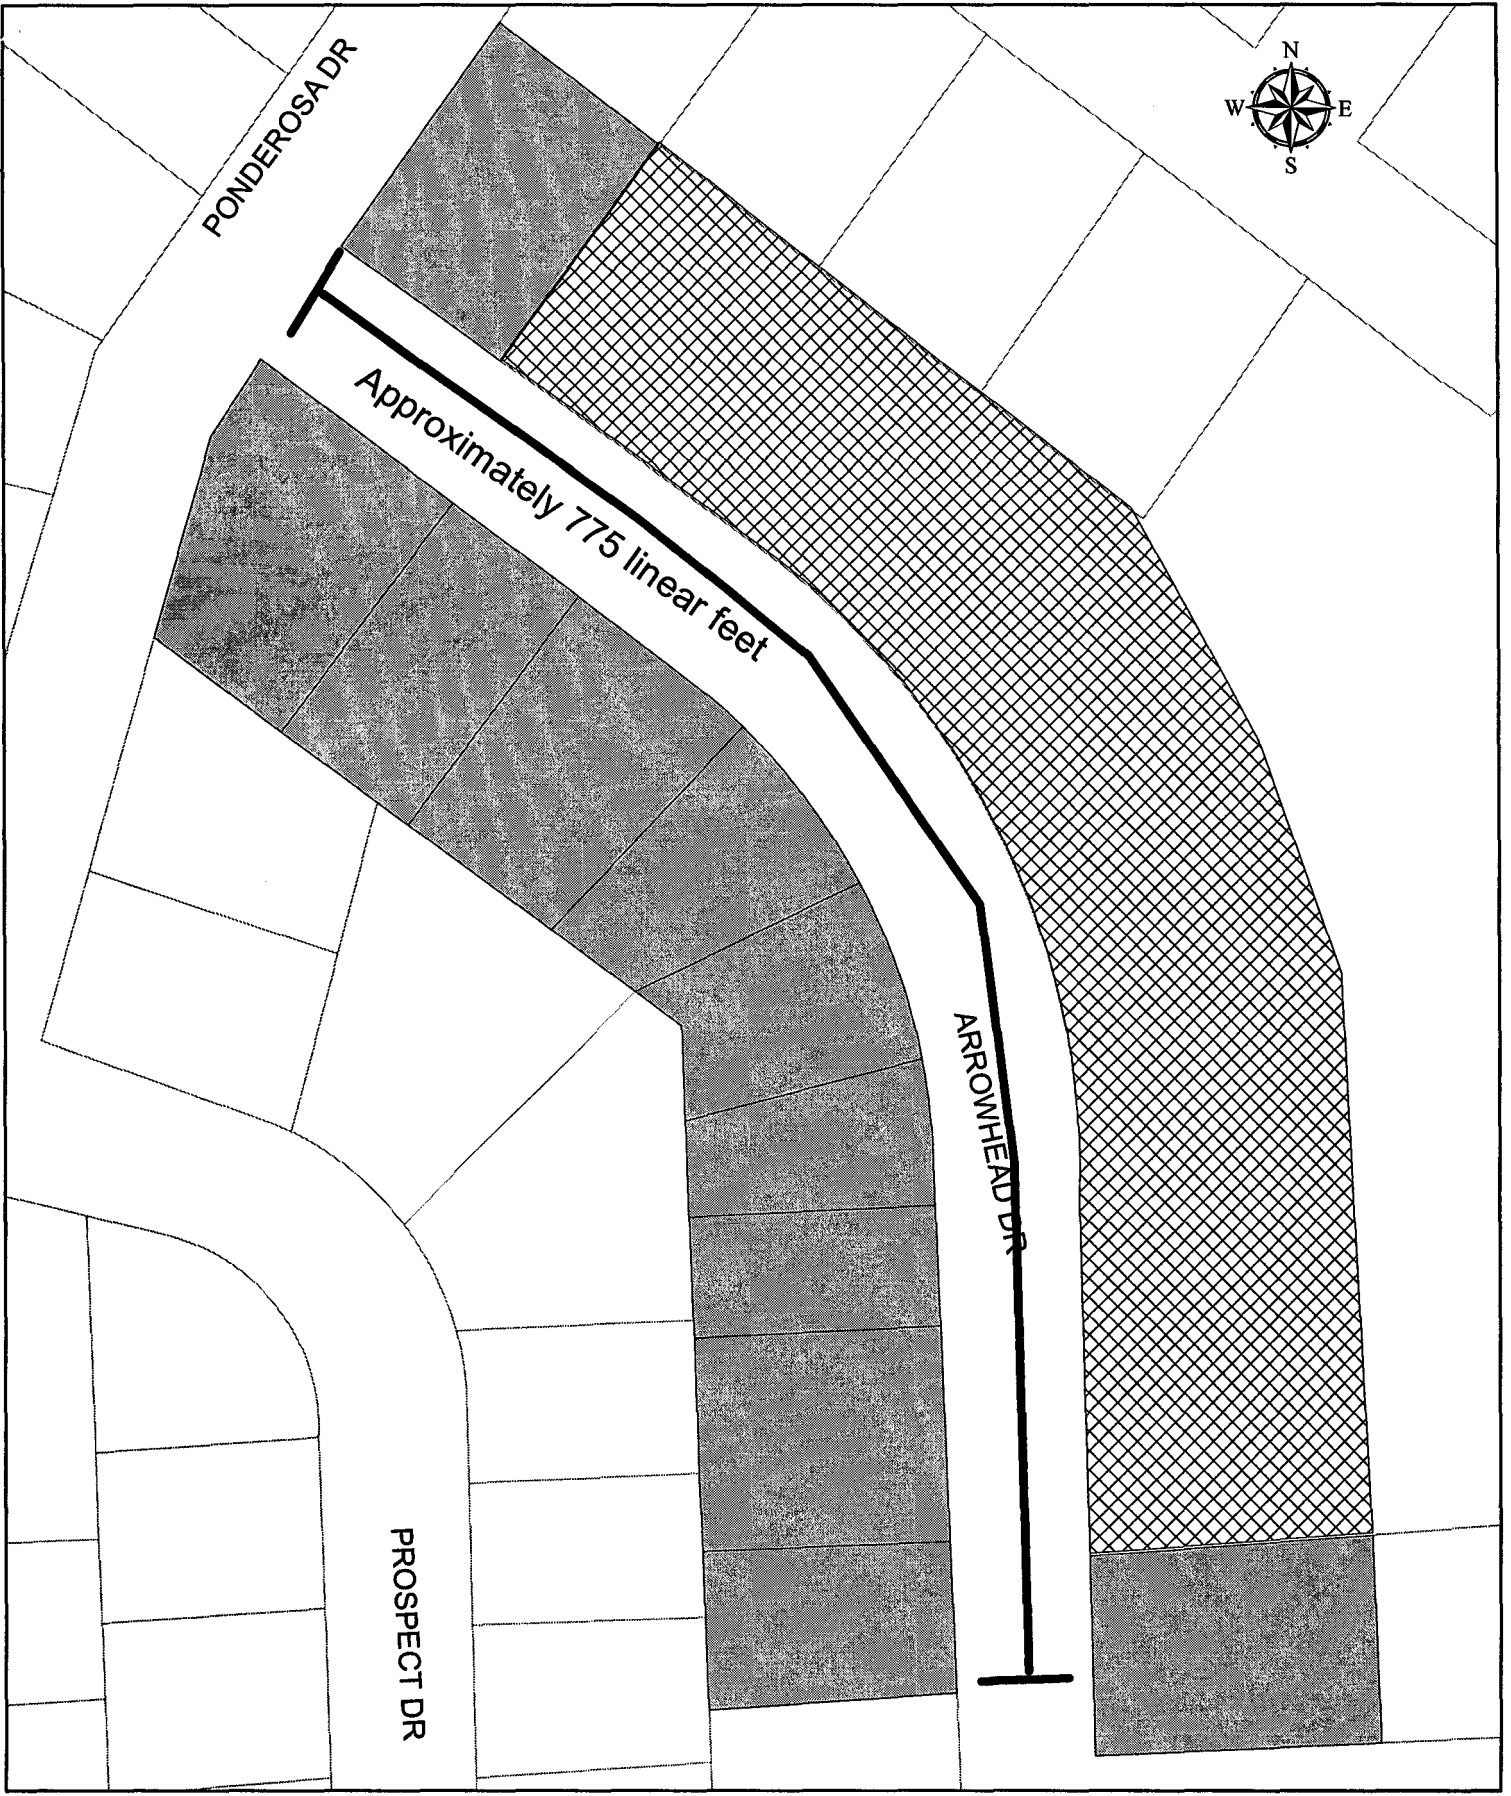 PONDEROSA DR
N
W E
S
Approximately 775 linear feet
ARROWHEAD DR
PROSPECT DR